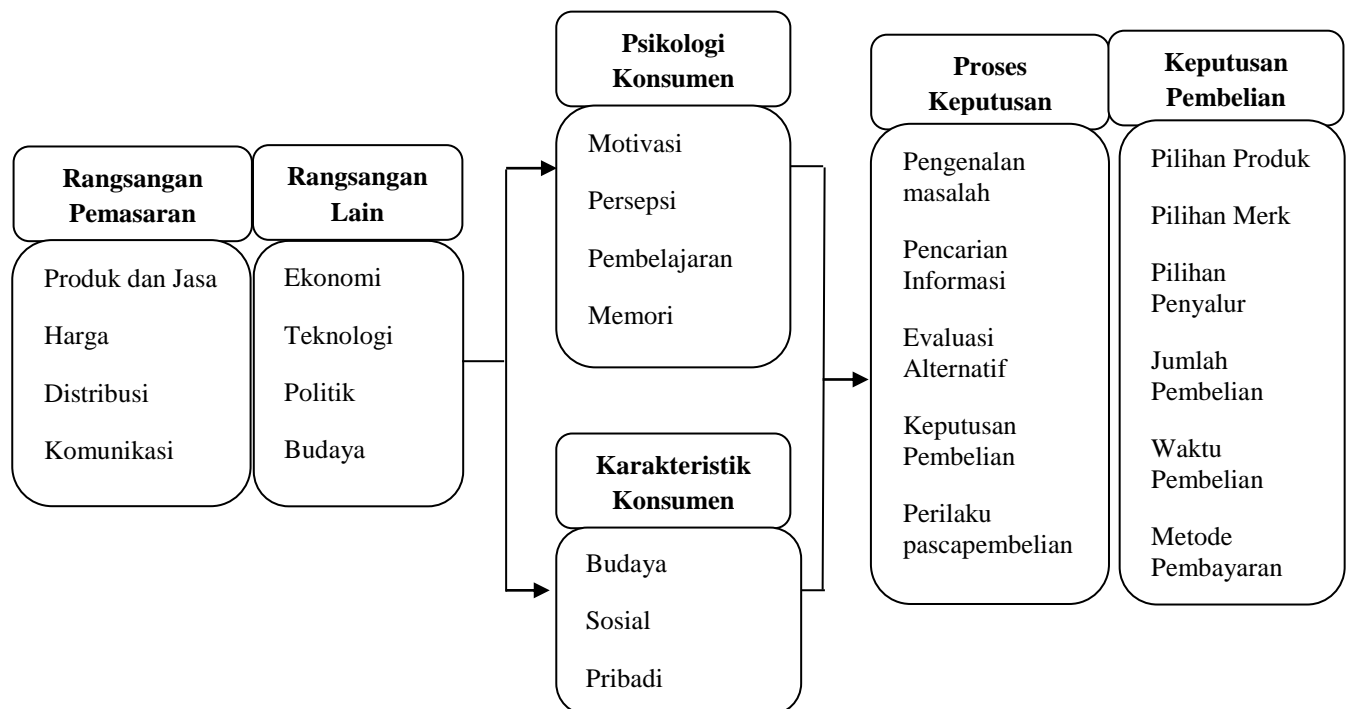 Rangsangan
Pemasaran
Produk dan Jasa
Harga
Distribusi
Komunikasi
Rangsangan
Lain
Ekonomi
Teknologi
Politik
Budaya
Psikologi
Konsumen
Motivasi
Persepsi
Pembelajaran
Memori
Karakteristik
Konsumen
Budaya
Sosial
Pribadi
Proses
Keputusan
Pengenalan
masalah
Pencarian
Informasi
Evaluasi
Alternatif
Keputusan
Pembelian
Perilaku
pascapembelian
Keputusan
Pembelian
Pilihan Produk
Pilihan Merk
Pilihan
Penyalur
Jumlah
Pembelian
Waktu
Pembelian
Metode
Pembayaran